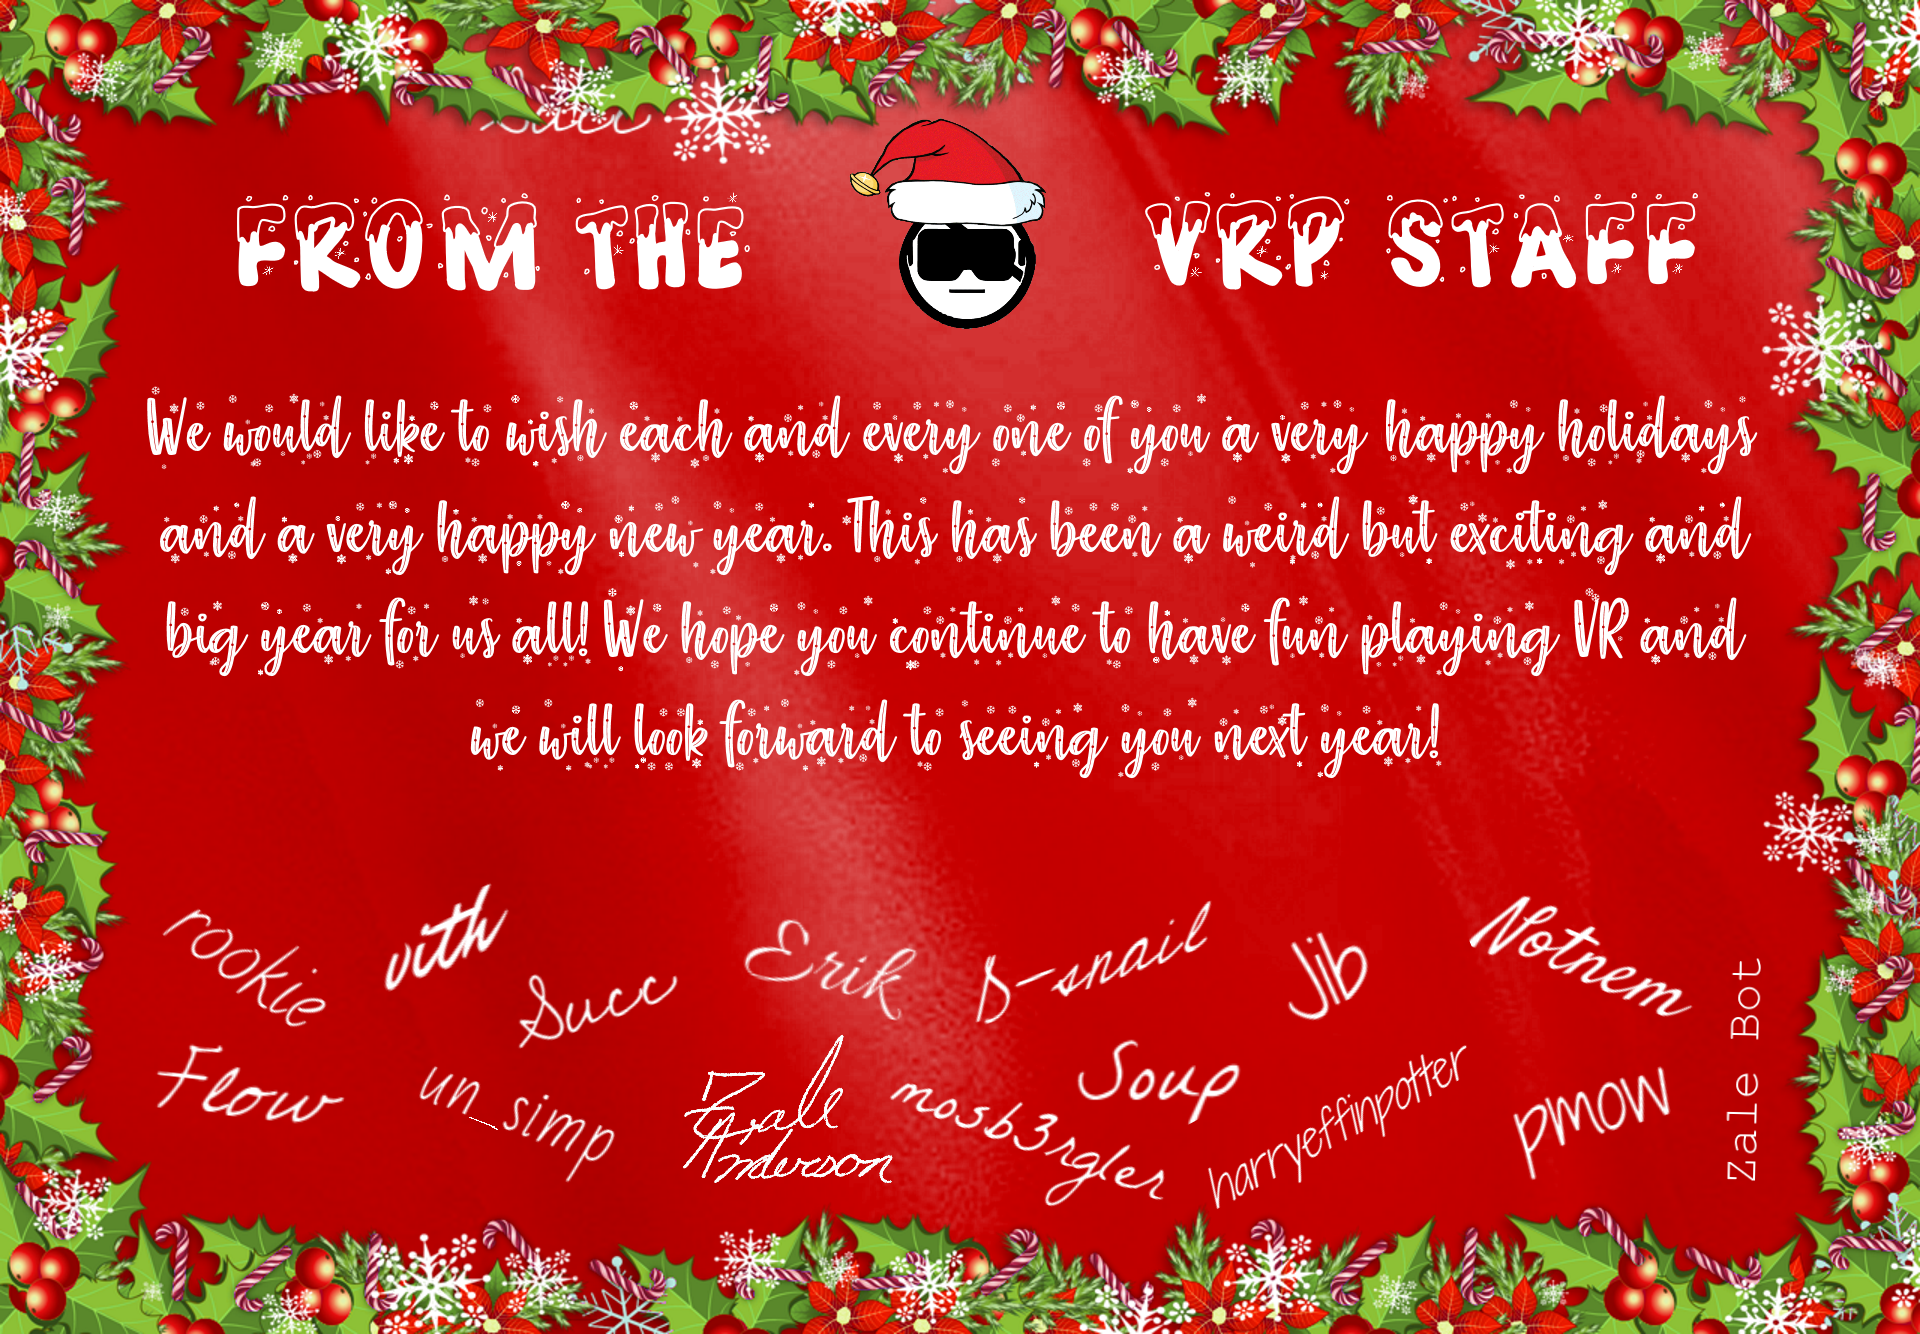 FROM THE VRP STAFF
We would like to wish each and every one of you a very happy holidays
and a very happy new year. This has been a weird but exciting and
big year for us all! We hope you continue to have fun playing VR and
we will look forward to seeing you next year!
rookie vith Succ Erik D-snail Jib Notnem
Flow un_simp Zale Anderson mosb3rgler Soup harryeffinpotter pmow
Zale Bot